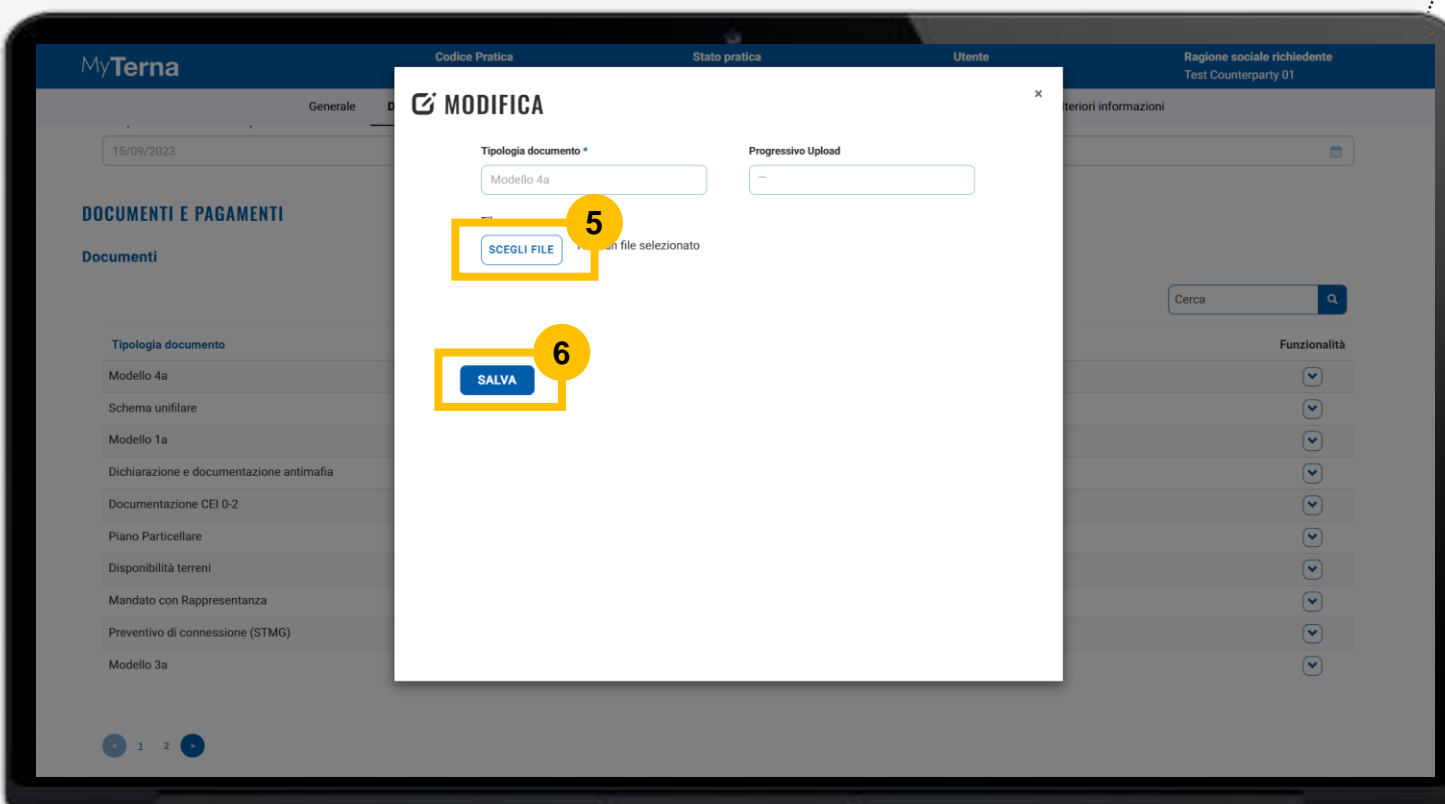 MyTerna
Codice Pratica
Stato pratica
Utente
Ragione sociale richiedente
Test Counterparty 01
Generale
D
lteriori informazioni
15/09/2023
MODIFICA
×
Tipologia documento *
Progressivo Upload
Modello 4a
—
5
SCEGLI FILE
file selezionato
6
SALVA
DOCUMENTI E PAGAMENTI
Documenti
Cerca
Tipologia documento
Funzionalità
Modello 4a
Schema unifilare
Modello 1a
Dichiarazione e documentazione antimafia
Documentazione CEI 0-2
Piano Particellare
Disponibilità terreni
Mandato con Rappresentanza
Preventivo di connessione (STMG)
Modello 3a
< 1 2 >